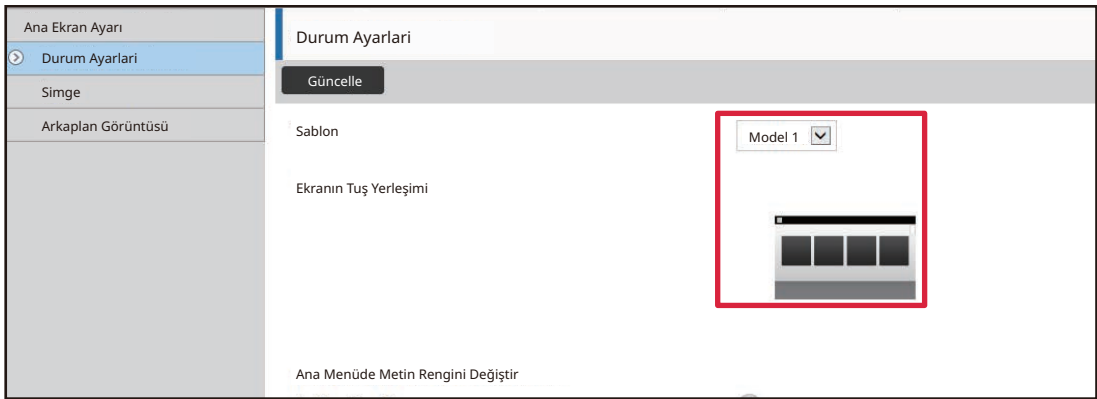 Ana Ekran Ayarı
Durum Ayarlari
Simge
Arkaplan Görüntüsü
Durum Ayarlari
Güncelle
Sablon
Model 1
Ekranın Tuş Yerleşimi
Ana Menüde Metin Rengini Değiştir